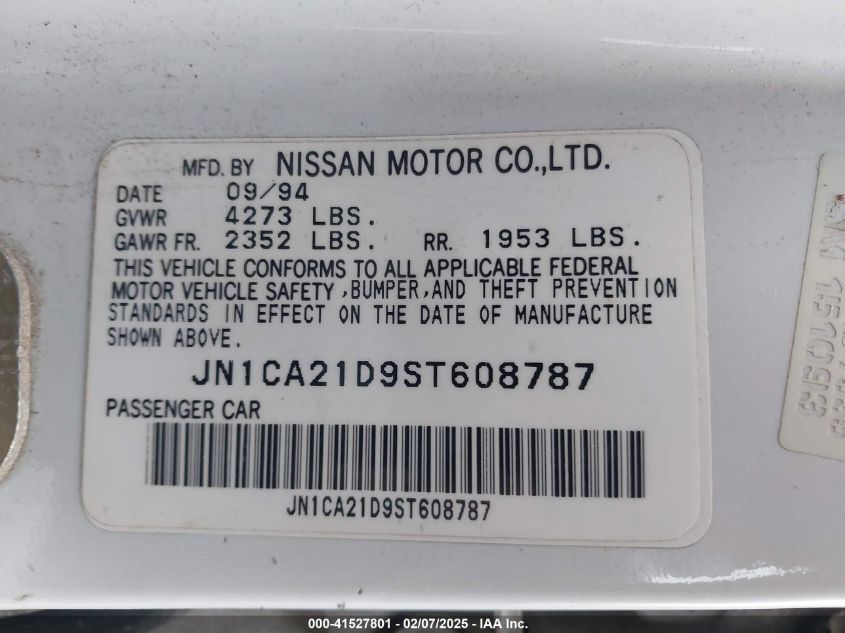 MFD. BY NISSAN MOTOR CO.,LTD.
DATE 09/94
GVWR 4273 LBS.
GAWR FR. 2352 LBS. RR. 1953 LBS.
THIS VEHICLE CONFORMS TO ALL APPLICABLE FEDERAL
MOTOR VEHICLE SAFETY ,BUMPER,AND THEFT PREVENTION
STANDARDS IN EFFECT ON THE DATE OF MANUFACTURE
SHOWN ABOVE.
JN1CA21D9ST608787
PASSENGER CAR
JN1CA21D9ST608787
000-41527801 - 02/07/2025 - IAA Inc.